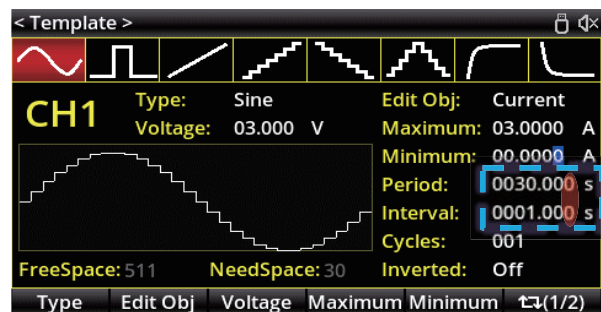 < Template >
CH1
Type: Sine
Voltage: 03.000 V
Edit Obj: Current
Maximum: 03.0000 A
Minimum: 00.0000 A
Period: 0030.000 s
Interval: 0001.000 s
Cycles: 001
Inverted: Off
FreeSpace: 511 NeedSpace: 30
Type Edit Obj Voltage Maximum Minimum (1/2)